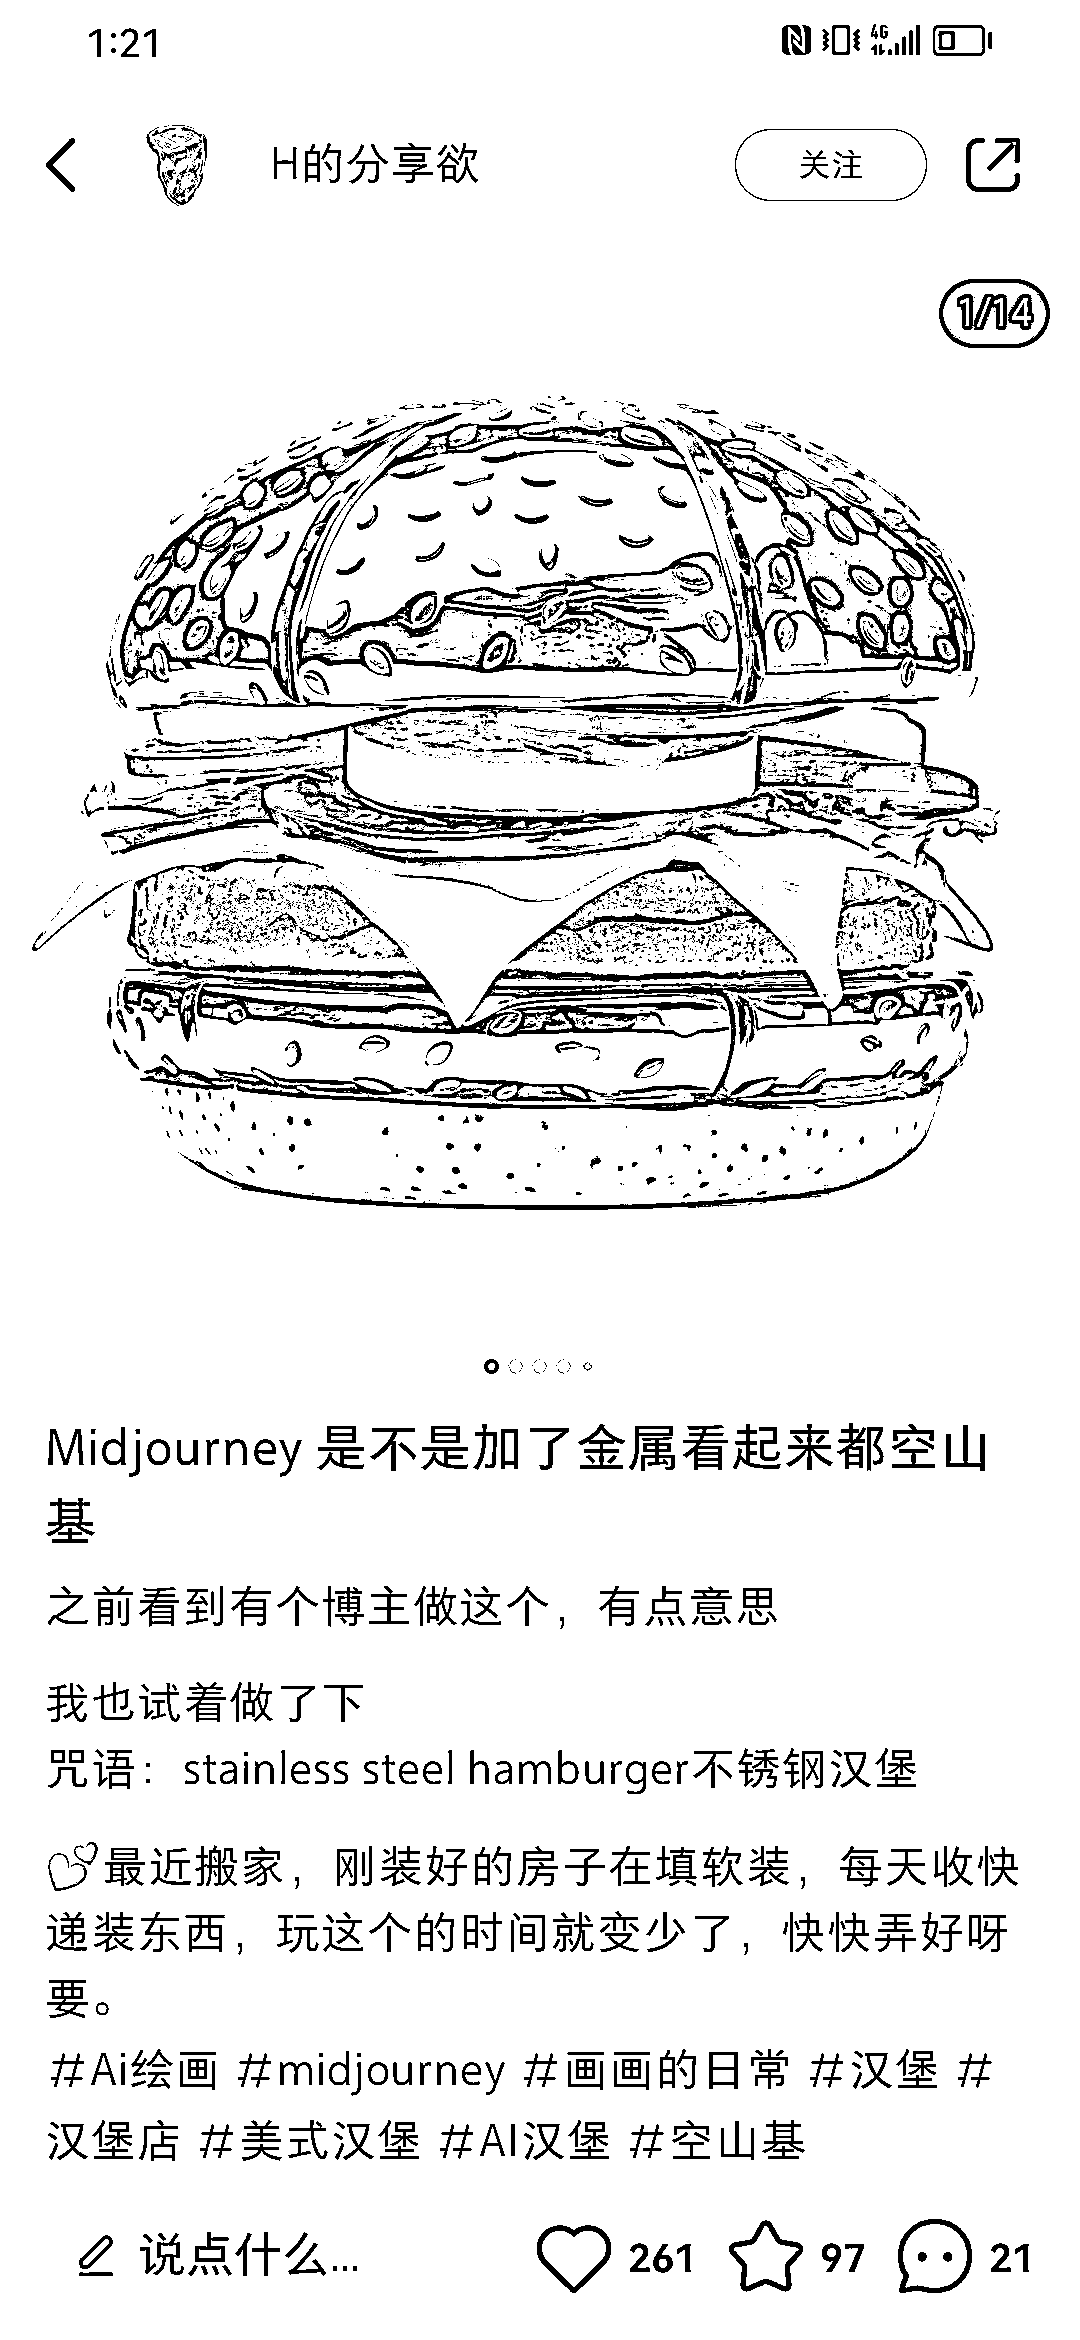 1:21
4G
H的分享欲
关注
1/14
Midjourney 是不是加了金属看起来都空山
基
之前看到有个博主做这个，有点意思
我也试着做了下
咒语：stainless steel hamburger不锈钢汉堡
💕最近搬家，刚装好的房子在填软装，每天收快
递装东西，玩这个的时间就变少了，快快弄好呀
要。
#Ai绘画 #midjourney #画画的日常 #汉堡 #
汉堡店 #美式汉堡 #AI汉堡 #空山基
说点什么...
261
97
21